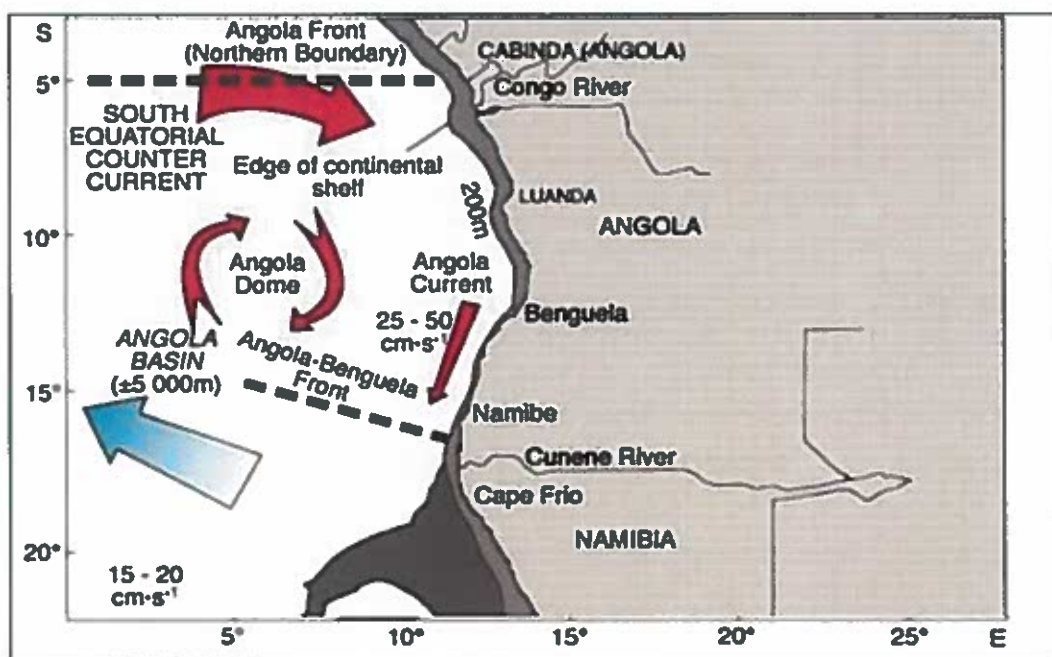 S
Angola Front
(Northern Boundary)
CABINDA (ANGOLA)
5°
Congo River
SOUTH
EQUATORIAL
COUNTER
CURRENT
Edge of continental
shelf
200m
LUANDA
ANGOLA
10°
Angola
Dome
Angola
Current
25 - 50
cm·s⁻¹
Benguela
ANGOLA
BASIN
(±5 000m)
Angola-Benguela
Front
15°
Namibe
Cunene River
Cape Frio
NAMIBIA
20°
15 - 20
cm·s⁻¹
5°
10°
15°
20°
25°
E